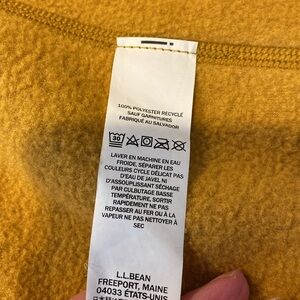 100% POLYESTER RECYCLÉ
SAUF GARNITURES
FABRIQUÉ AU SALVADOR
30
LAVER EN MACHINE EN EAU
FROIDE, SÉPARER LES
COULEURS CYCLE DÉLICAT PAS
D'EAU DE JAVEL NI
D'ASSOUPLISSANT SÉCHAGE
PAR CULBUTAGE BASSE
TEMPÉRATURE, SORTIR
RAPIDEMENT NE PAS
REPASSER AU FER OU À LA
VAPEUR NE PAS NETTOYER À
SEC
L.L.BEAN
FREEPORT, MAINE
04033 ÉTATS-UNIS